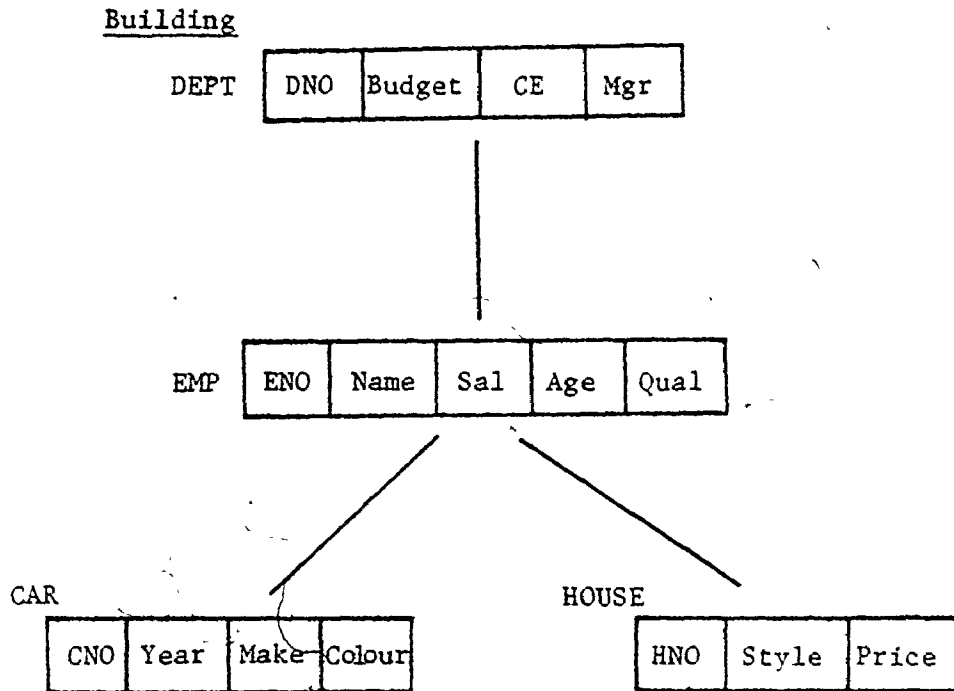 Building
DEPT DNO Budget CE Mgr
EMP ENO Name Sal Age Qual
CAR HOUSE
CNO Year Make Colour HNO Style Price